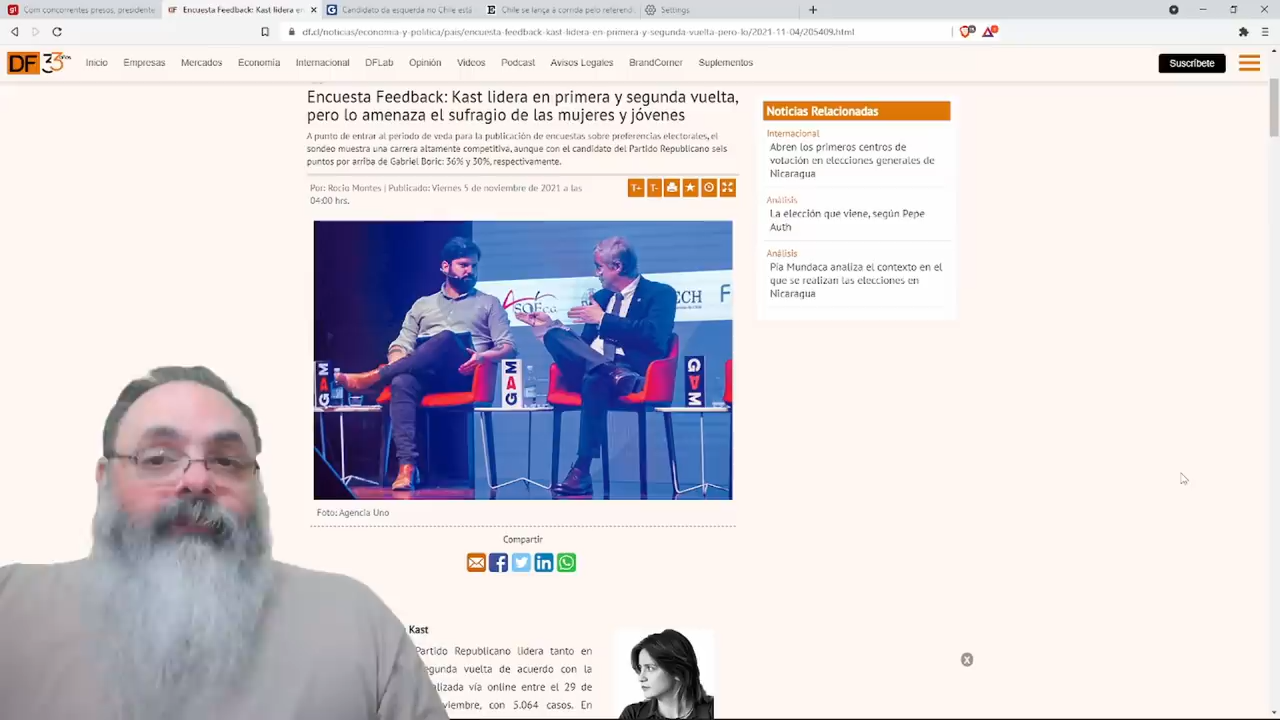 Com concorrentes presos, presidente
Encuesta Feedback: Kast lidera en
Candidato da esquerda no Chile está
Chile se lança à corrida pelo referend
Settings
df.cl/noticias/economia-y-politica/pais/encuesta-feedback-kast-lidera-en-primera-y-segunda-vuelta-pero-lo/2021-11-04/205409.html
DF 33 años
Inicio Empresas Mercados Economía Internacional DFLab Opinión Videos Podcast Avisos Legales BrandCorner Suplementos
Suscríbete
Encuesta Feedback: Kast lidera en primera y segunda vuelta,
pero lo amenaza el sufragio de las mujeres y jóvenes
A punto de entrar al período de veda para la publicación de encuestas sobre preferencias electorales, el
sondeo muestra una carrera altamente competitiva, aunque con el candidato del Partido Republicano seis
puntos por arriba de Gabriel Boric: 36% y 30%, respectivamente.
Por: Rocío Montes | Publicado: Viernes 5 de noviembre de 2021 a las
04:00 hrs.
T+ T-
GAM
GAM
GAM
ECH F
Foto: Agencia Uno
Compartir
Kast
Partido Republicano lidera tanto en
egunda vuelta de acuerdo con la
alizada vía online entre el 29 de
viembre, con 5.064 casos. En
Noticias Relacionadas
Internacional
Abren los primeros centros de
votación en elecciones generales de
Nicaragua
Análisis
La elección que viene, según Pepe
Auth
Análisis
Pía Mundaca analiza el contexto en el
que se realizan las elecciones en
Nicaragua